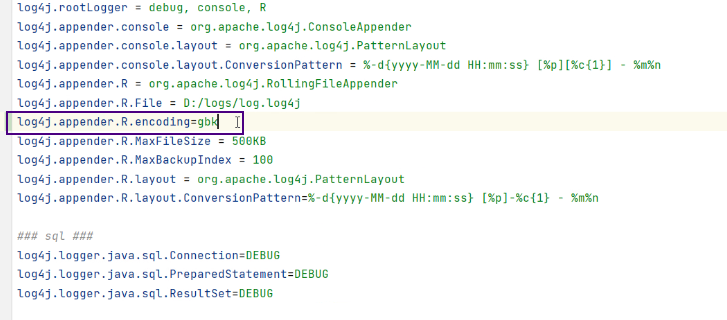 log4j.rootLogger = debug, console, R
log4j.appender.console = org.apache.log4j.ConsoleAppender
log4j.appender.console.layout = org.apache.log4j.PatternLayout
log4j.appender.console.layout.ConversionPattern = %-d{yyyy-MM-dd HH:mm:ss} [%p][%c{1}] - %m%n
log4j.appender.R = org.apache.log4j.RollingFileAppender
log4j.appender.R.File = D:/logs/log.log4j
log4j.appender.R.encoding=gbk
log4j.appender.R.MaxFileSize = 500KB
log4j.appender.R.MaxBackupIndex = 100
log4j.appender.R.layout = org.apache.log4j.PatternLayout
log4j.appender.R.layout.ConversionPattern=%-d{yyyy-MM-dd HH:mm:ss} [%p]-%c{1} - %m%n
### sql ###
log4j.logger.java.sql.Connection=DEBUG
log4j.logger.java.sql.PreparedStatement=DEBUG
log4j.logger.java.sql.ResultSet=DEBUG